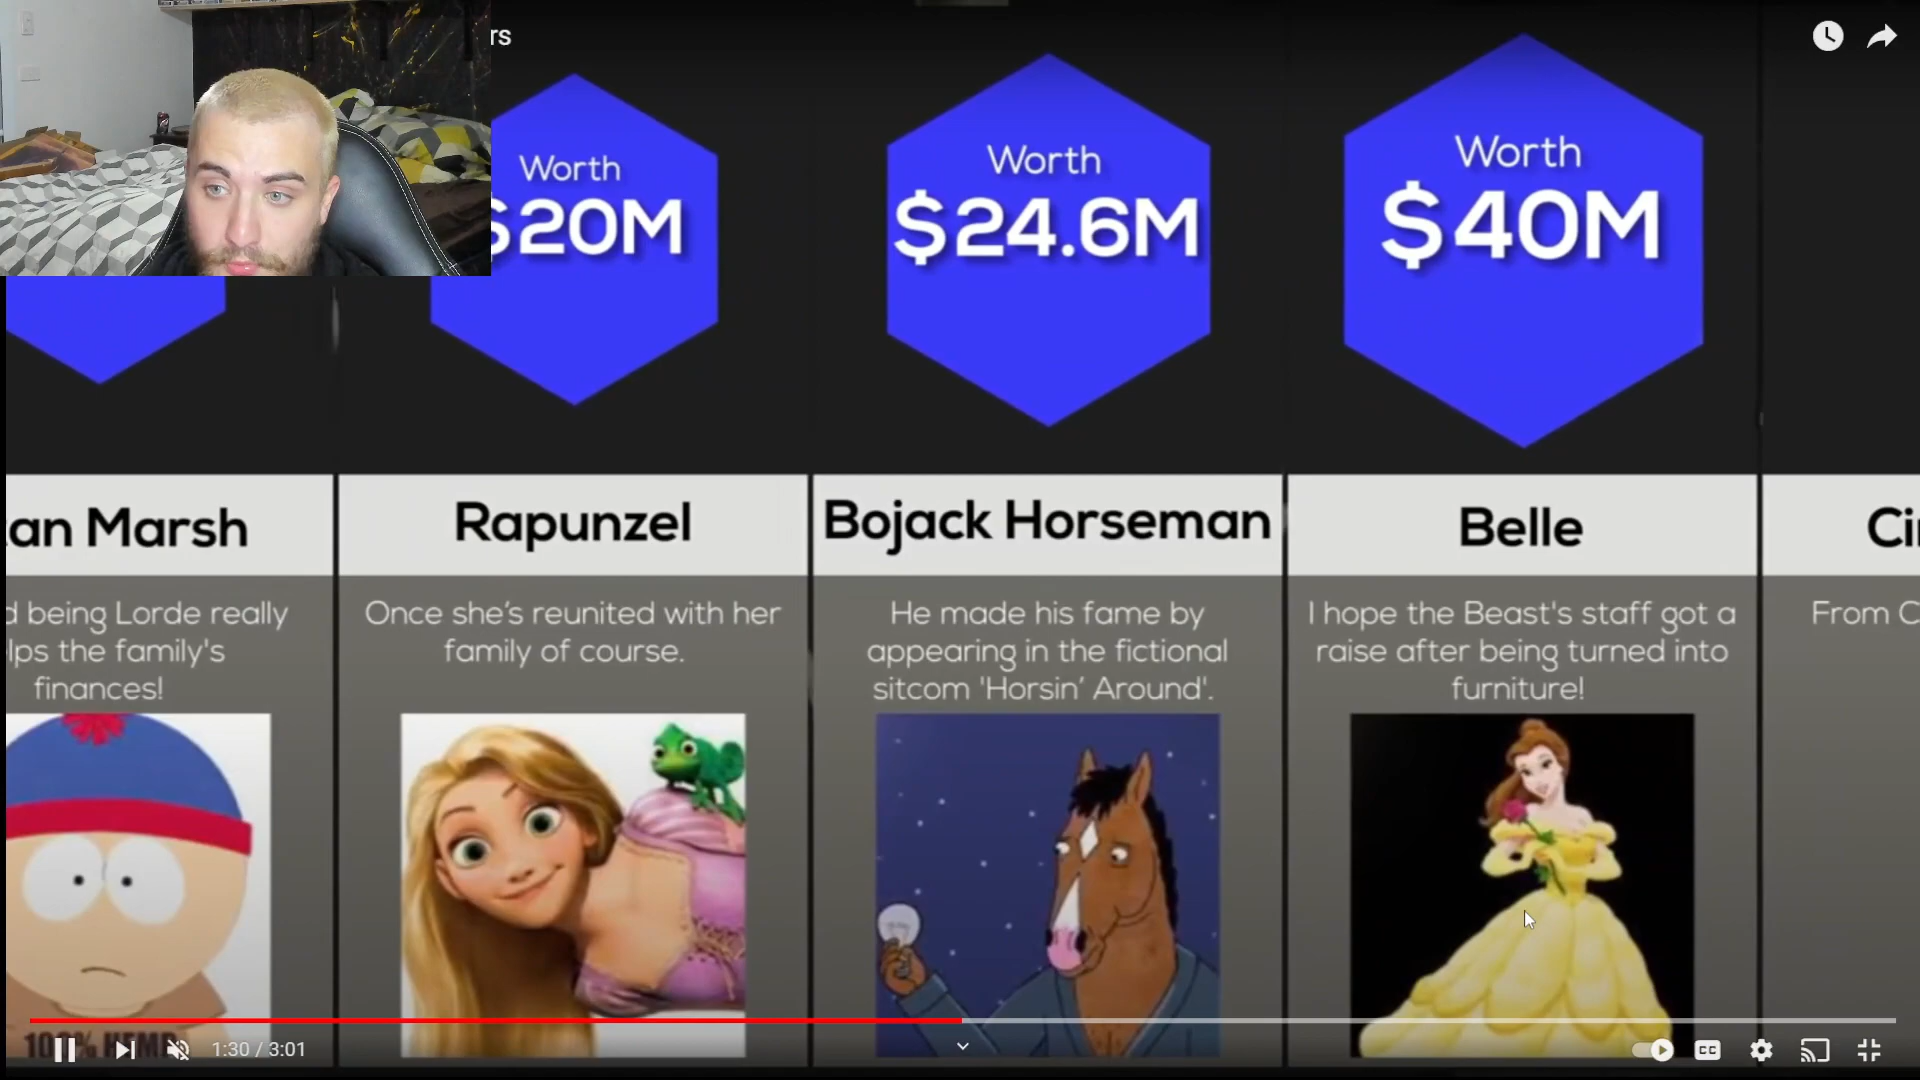 rs
Worth
$20M
Worth
$24.6M
Worth
$40M
an Marsh
Rapunzel
Bojack Horseman
Belle
Ci
d being Lorde really
lps the family's
finances!
Once she's reunited with her
family of course.
He made his fame by
appearing in the fictional
sitcom 'Horsin' Around'.
I hope the Beast's staff got a
raise after being turned into
furniture!
From C
100% HEMP
1:30 / 3:01
CC